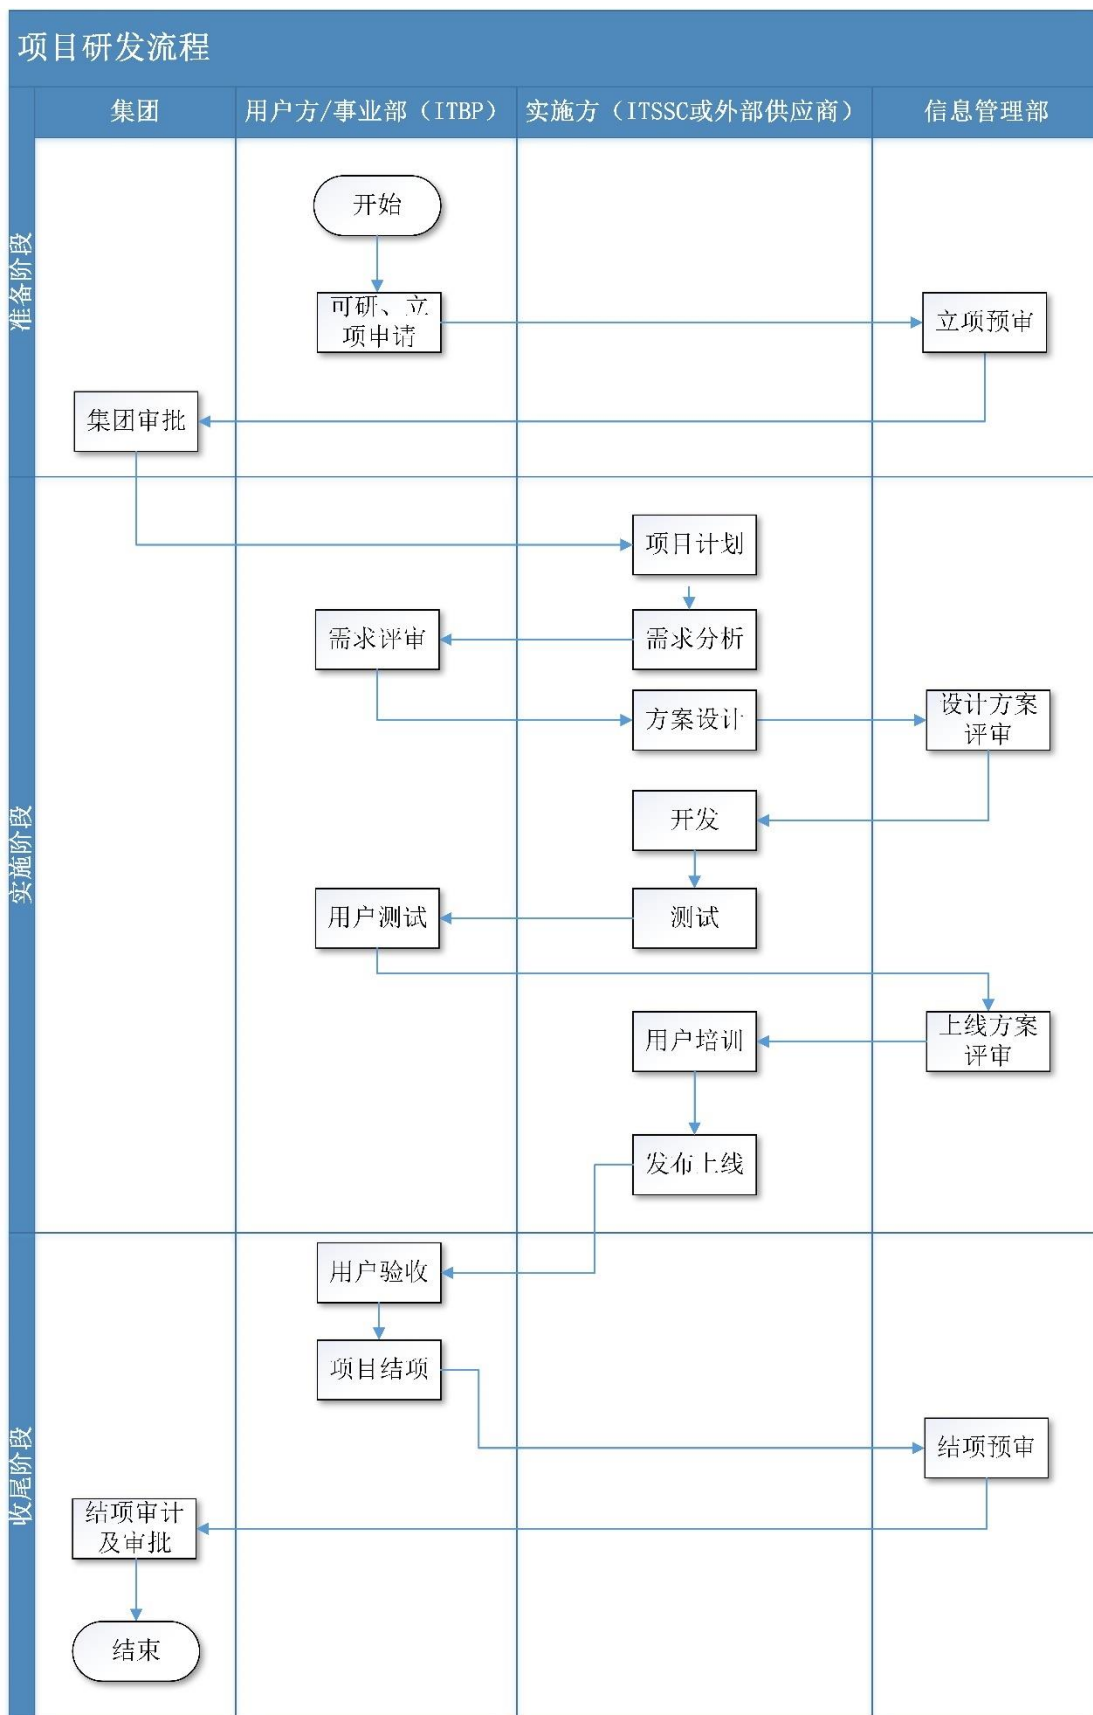 项目研发流程
集团
用户方/事业部（ITBP）
实施方（ITSSC或外部供应商）
信息管理部
准备阶段
开始
可研、立
项申请
立项预审
集团审批
实施阶段
项目计划
需求评审
需求分析
方案设计
设计方案
评审
开发
用户测试
测试
用户培训
上线方案
评审
发布上线
收尾阶段
用户验收
项目结项
结项预审
结项审计
及审批
结束